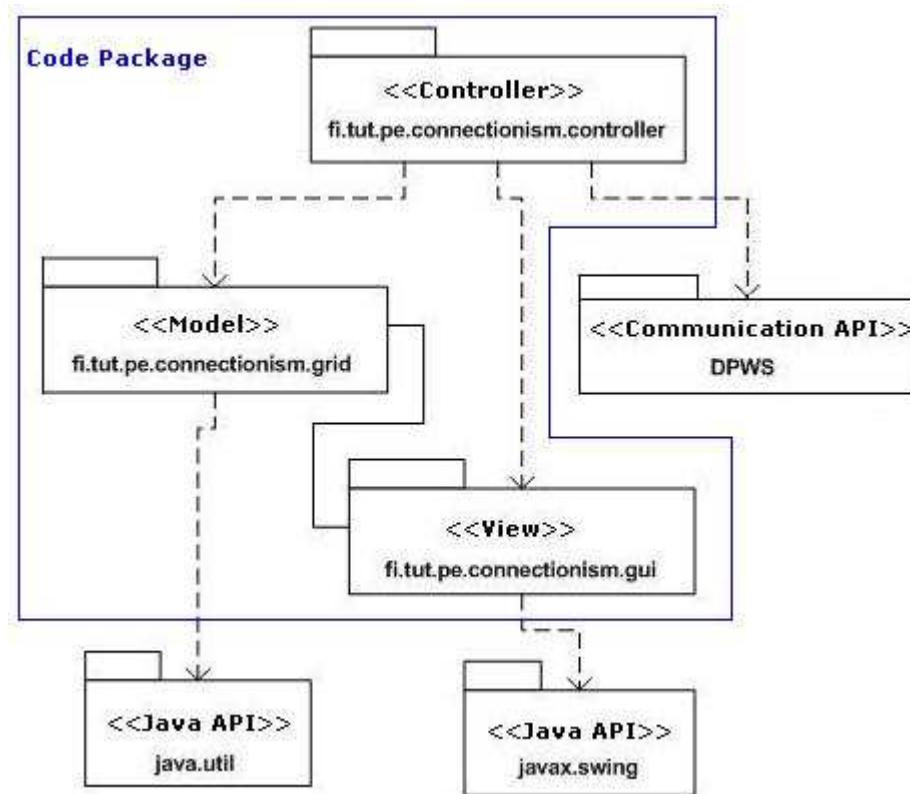 Code Package
<<Controller>>
fi.tut.pe.connectionism.controller
<<Model>>
fi.tut.pe.connectionism.grid
<<Communication API>>
DPWS
<<View>>
fi.tut.pe.connectionism.gui
<<Java API>>
java.util
<<Java API>>
javax.swing